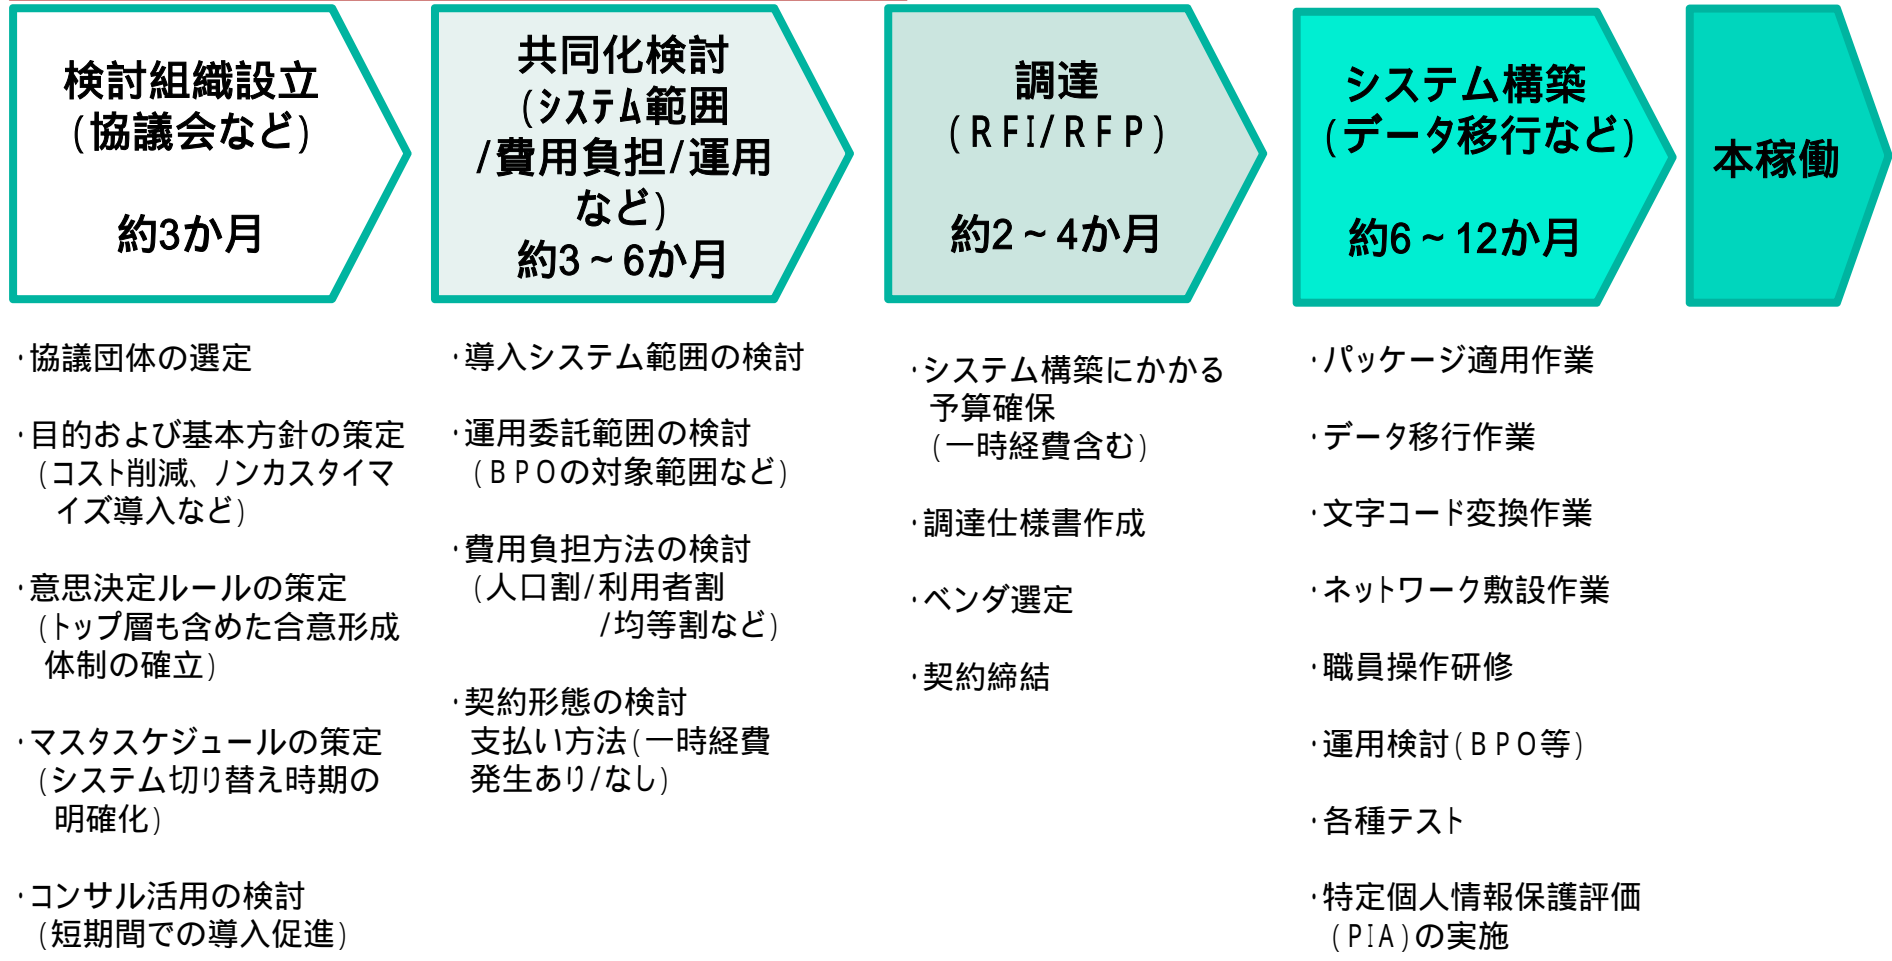 検討組織設立
(協議会など)
約3か月
共同化検討
(システム範囲
/費用負担/運用
など)
約3~6か月
調達
(RFI/RFP)
約2~4か月
システム構築
(データ移行など)
約6~12か月
本稼働
・協議団体の選定
・目的および基本方針の策定
(コスト削減、ノンカスタイマ
イズ導入など)
・意思決定ルールの策定
(トップ層も含めた合意形成
体制の確立)
・マスタスケジュールの策定
(システム切り替え時期の
明確化)
・コンサル活用の検討
(短期間での導入促進)
・導入システム範囲の検討
・運用委託範囲の検討
(BPOの対象範囲など)
・費用負担方法の検討
(人口割/利用者割
/均等割など)
・契約形態の検討
支払い方法(一時経費
発生あり/なし)
・システム構築にかかる
予算確保
(一時経費含む)
・調達仕様書作成
・ベンダ選定
・契約締結
・パッケージ適用作業
・データ移行作業
・文字コード変換作業
・ネットワーク敷設作業
・職員操作研修
・運用検討(BPO等)
・各種テスト
・特定個人情報保護評価
(PIA)の実施